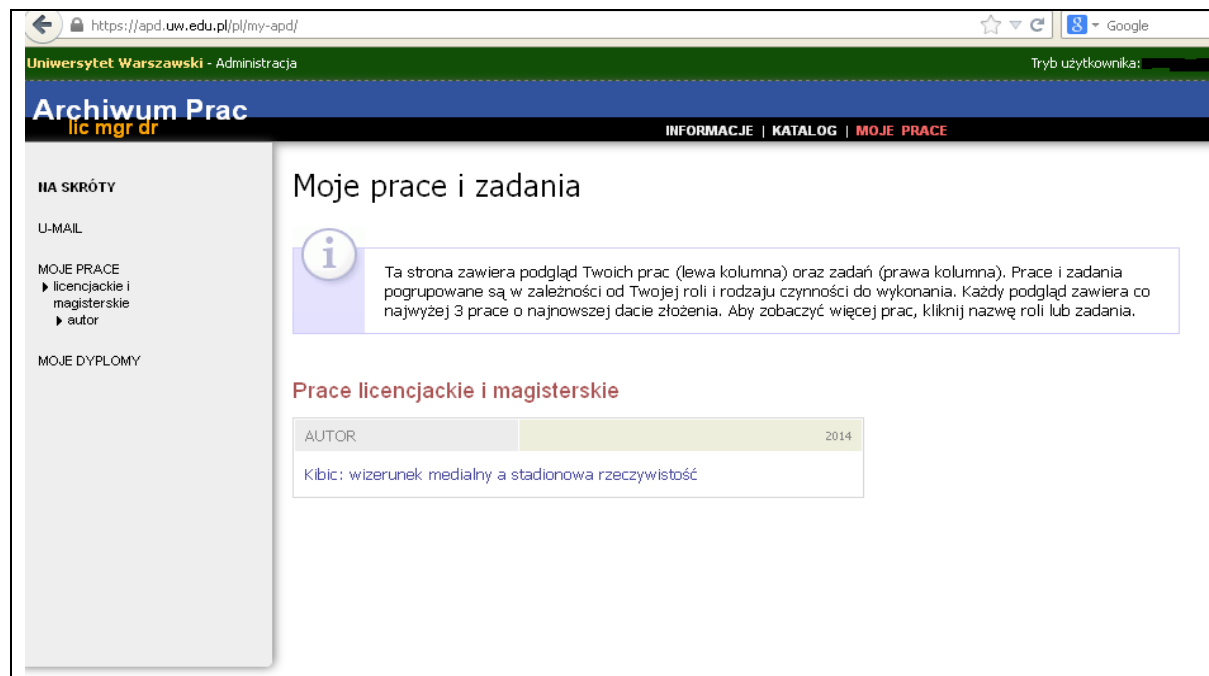 https://apd.uw.edu.pl/pl/my-apd/
8 Google
Uniwersytet Warszawski - Administracja
Tryb użytkownika:
Archiwum Prac
lic mgr dr
INFORMACJE | KATALOG | MOJE PRACE
NA SKRÓTY
U-MAIL
MOJE PRACE
licencjackie i
magisterskie
autor
MOJE DYPLOMY
Moje prace i zadania
i
Ta strona zawiera podgląd Twoich prac (lewa kolumna) oraz zadań (prawa kolumna). Prace i zadania
pogrupowane są w zależności od Twojej roli i rodzaju czynności do wykonania. Każdy podgląd zawiera co
najwyżej 3 prace o najnowszej dacie złożenia. Aby zobaczyć więcej prac, kliknij nazwę roli lub zadania.
Prace licencjackie i magisterskie
AUTOR 2014
Kibic: wizerunek medialny a stadionowa rzeczywistość